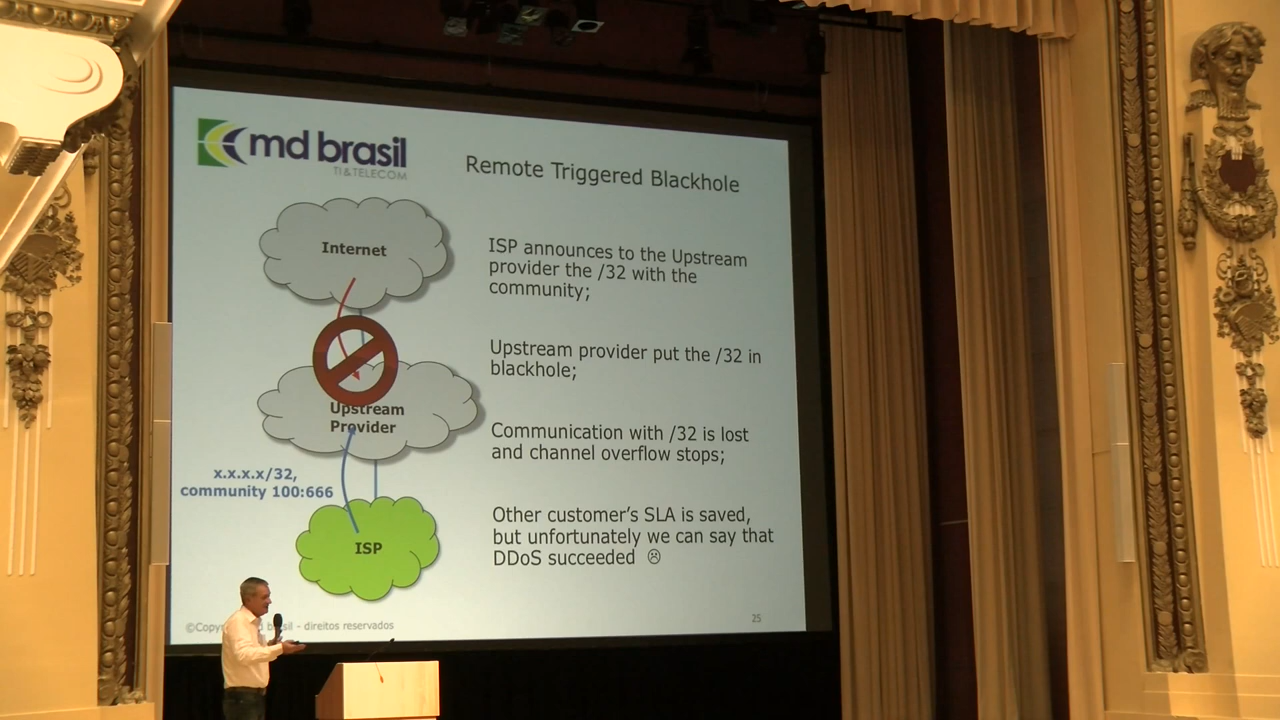 md brasil
TI & TELECOM
Remote Triggered Blackhole
Internet
Upstream
Provider
x.x.x.x/32,
community 100:666
ISP
ISP announces to the Upstream
provider the /32 with the
community;
Upstream provider put the /32 in
blackhole;
Communication with /32 is lost
and channel overflow stops;
Other customer's SLA is saved,
but unfortunately we can say that
DDoS succeeded ☹
- direitos reservados
25